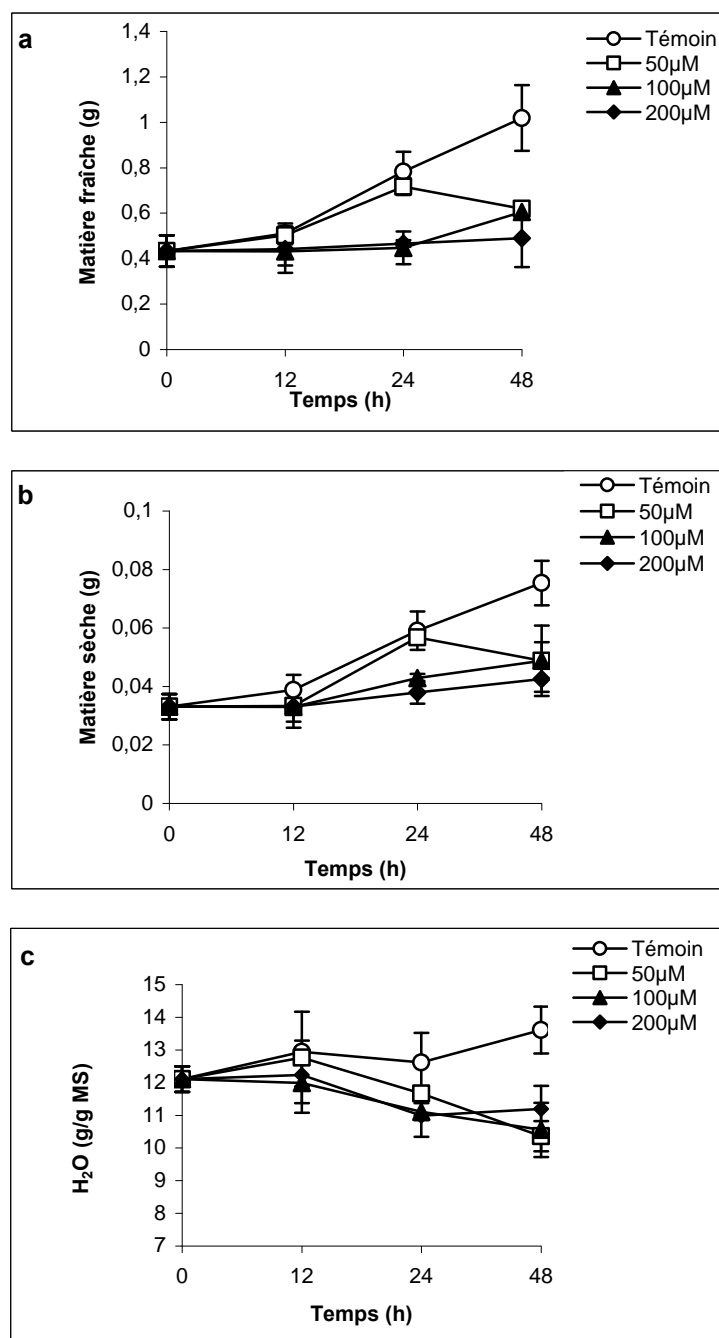 a
Témoin
50µM
100µM
200µM
Matière fraîche (g)
1,4
1,2
1
0,8
0,6
0,4
0,2
0
0 12 24 48
Temps (h)
b
Témoin
50µM
100µM
200µM
Matière sèche (g)
0,1
0,08
0,06
0,04
0,02
0
0 12 24 48
Temps (h)
c
Témoin
50µM
100µM
200µM
H₂O (g/g MS)
15
14
13
12
11
10
9
8
7
0 12 24 48
Temps (h)